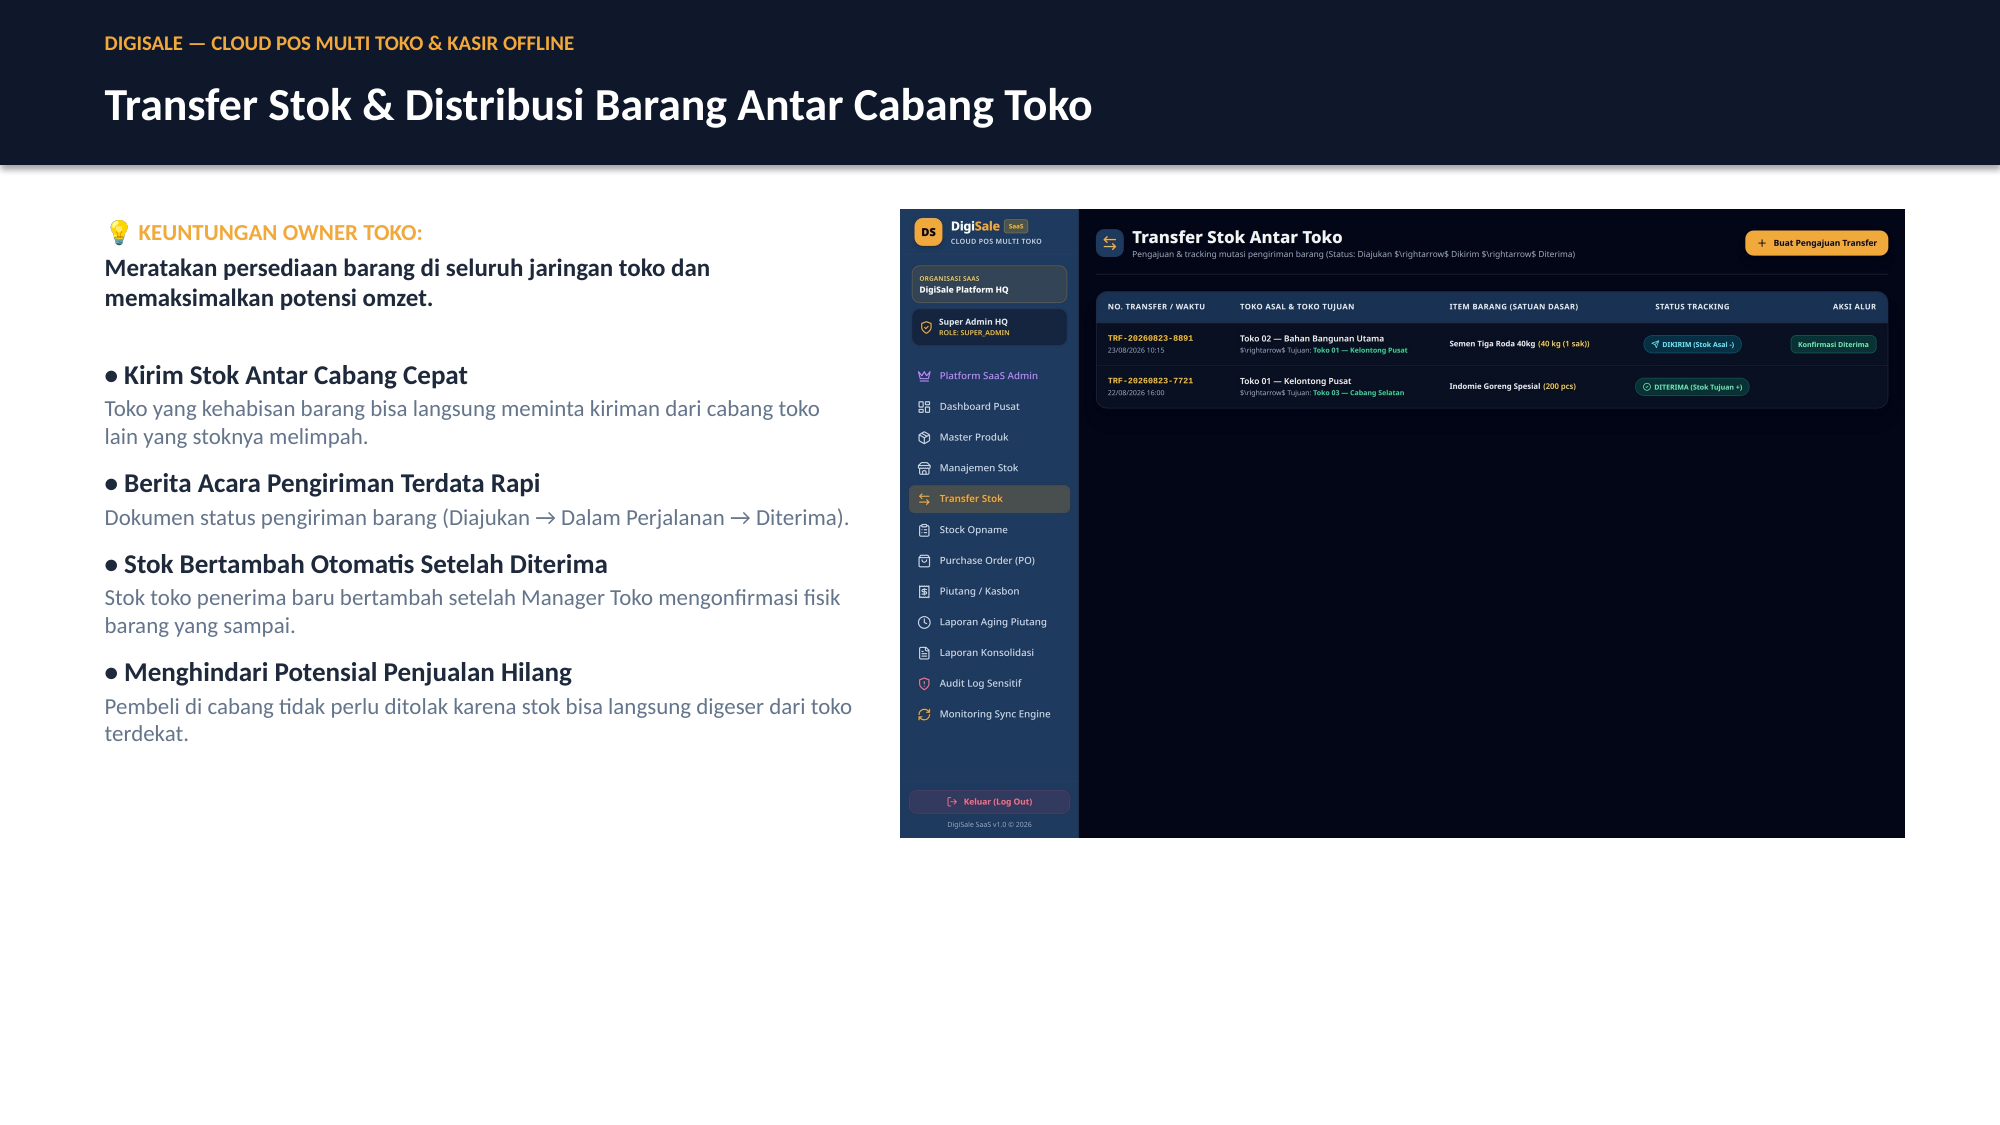 DIGISALE — CLOUD POS MULTI TOKO & KASIR OFFLINE
Transfer Stok & Distribusi Barang Antar Cabang Toko
💡 KEUNTUNGAN OWNER TOKO:
Meratakan persediaan barang di seluruh jaringan toko dan
memaksimalkan potensi omzet.
● Kirim Stok Antar Cabang Cepat
Toko yang kehabisan barang bisa langsung meminta kiriman dari cabang toko
lain yang stoknya melimpah.
● Berita Acara Pengiriman Terdata Rapi
Dokumen status pengiriman barang (Diajukan → Dalam Perjalanan → Diterima).
● Stok Bertambah Otomatis Setelah Diterima
Stok toko penerima baru bertambah setelah Manager Toko mengonfirmasi fisik
barang yang sampai.
● Menghindari Potensial Penjualan Hilang
Pembeli di cabang tidak perlu ditolak karena stok bisa langsung digeser dari toko
terdekat.
DS
DigiSale SaaS
CLOUD POS MULTI TOKO
ORGANISASI SAAS
DigiSale Platform HQ
Super Admin HQ
ROLE: SUPER_ADMIN
Platform SaaS Admin
Dashboard Pusat
Master Produk
Manajemen Stok
Transfer Stok
Stock Opname
Purchase Order (PO)
Piutang / Kasbon
Laporan Aging Piutang
Laporan Konsolidasi
Audit Log Sensitif
Monitoring Sync Engine
Keluar (Log Out)
DigiSale SaaS v1.0 © 2026
Transfer Stok Antar Toko
Pengajuan & tracking mutasi pengiriman barang (Status: Diajukan $\rightarrow$ Dikirim $\rightarrow$ Diterima)
+ Buat Pengajuan Transfer
NO. TRANSFER / WAKTU TOKO ASAL & TOKO TUJUAN ITEM BARANG (SATUAN DASAR) STATUS TRACKING AKSI ALUR
TRF-20260823-8891 Toko 02 — Bahan Bangunan Utama Semen Tiga Roda 40kg (40 kg (1 sak)) DIKIRIM (Stok Asal -) Konfirmasi Diterima
23/08/2026 10:15 $\rightarrow$ Tujuan: Toko 01 — Kelontong Pusat
TRF-20260823-7721 Toko 01 — Kelontong Pusat Indomie Goreng Spesial (200 pcs) DITERIMA (Stok Tujuan +)
22/08/2026 16:00 $\rightarrow$ Tujuan: Toko 03 — Cabang Selatan